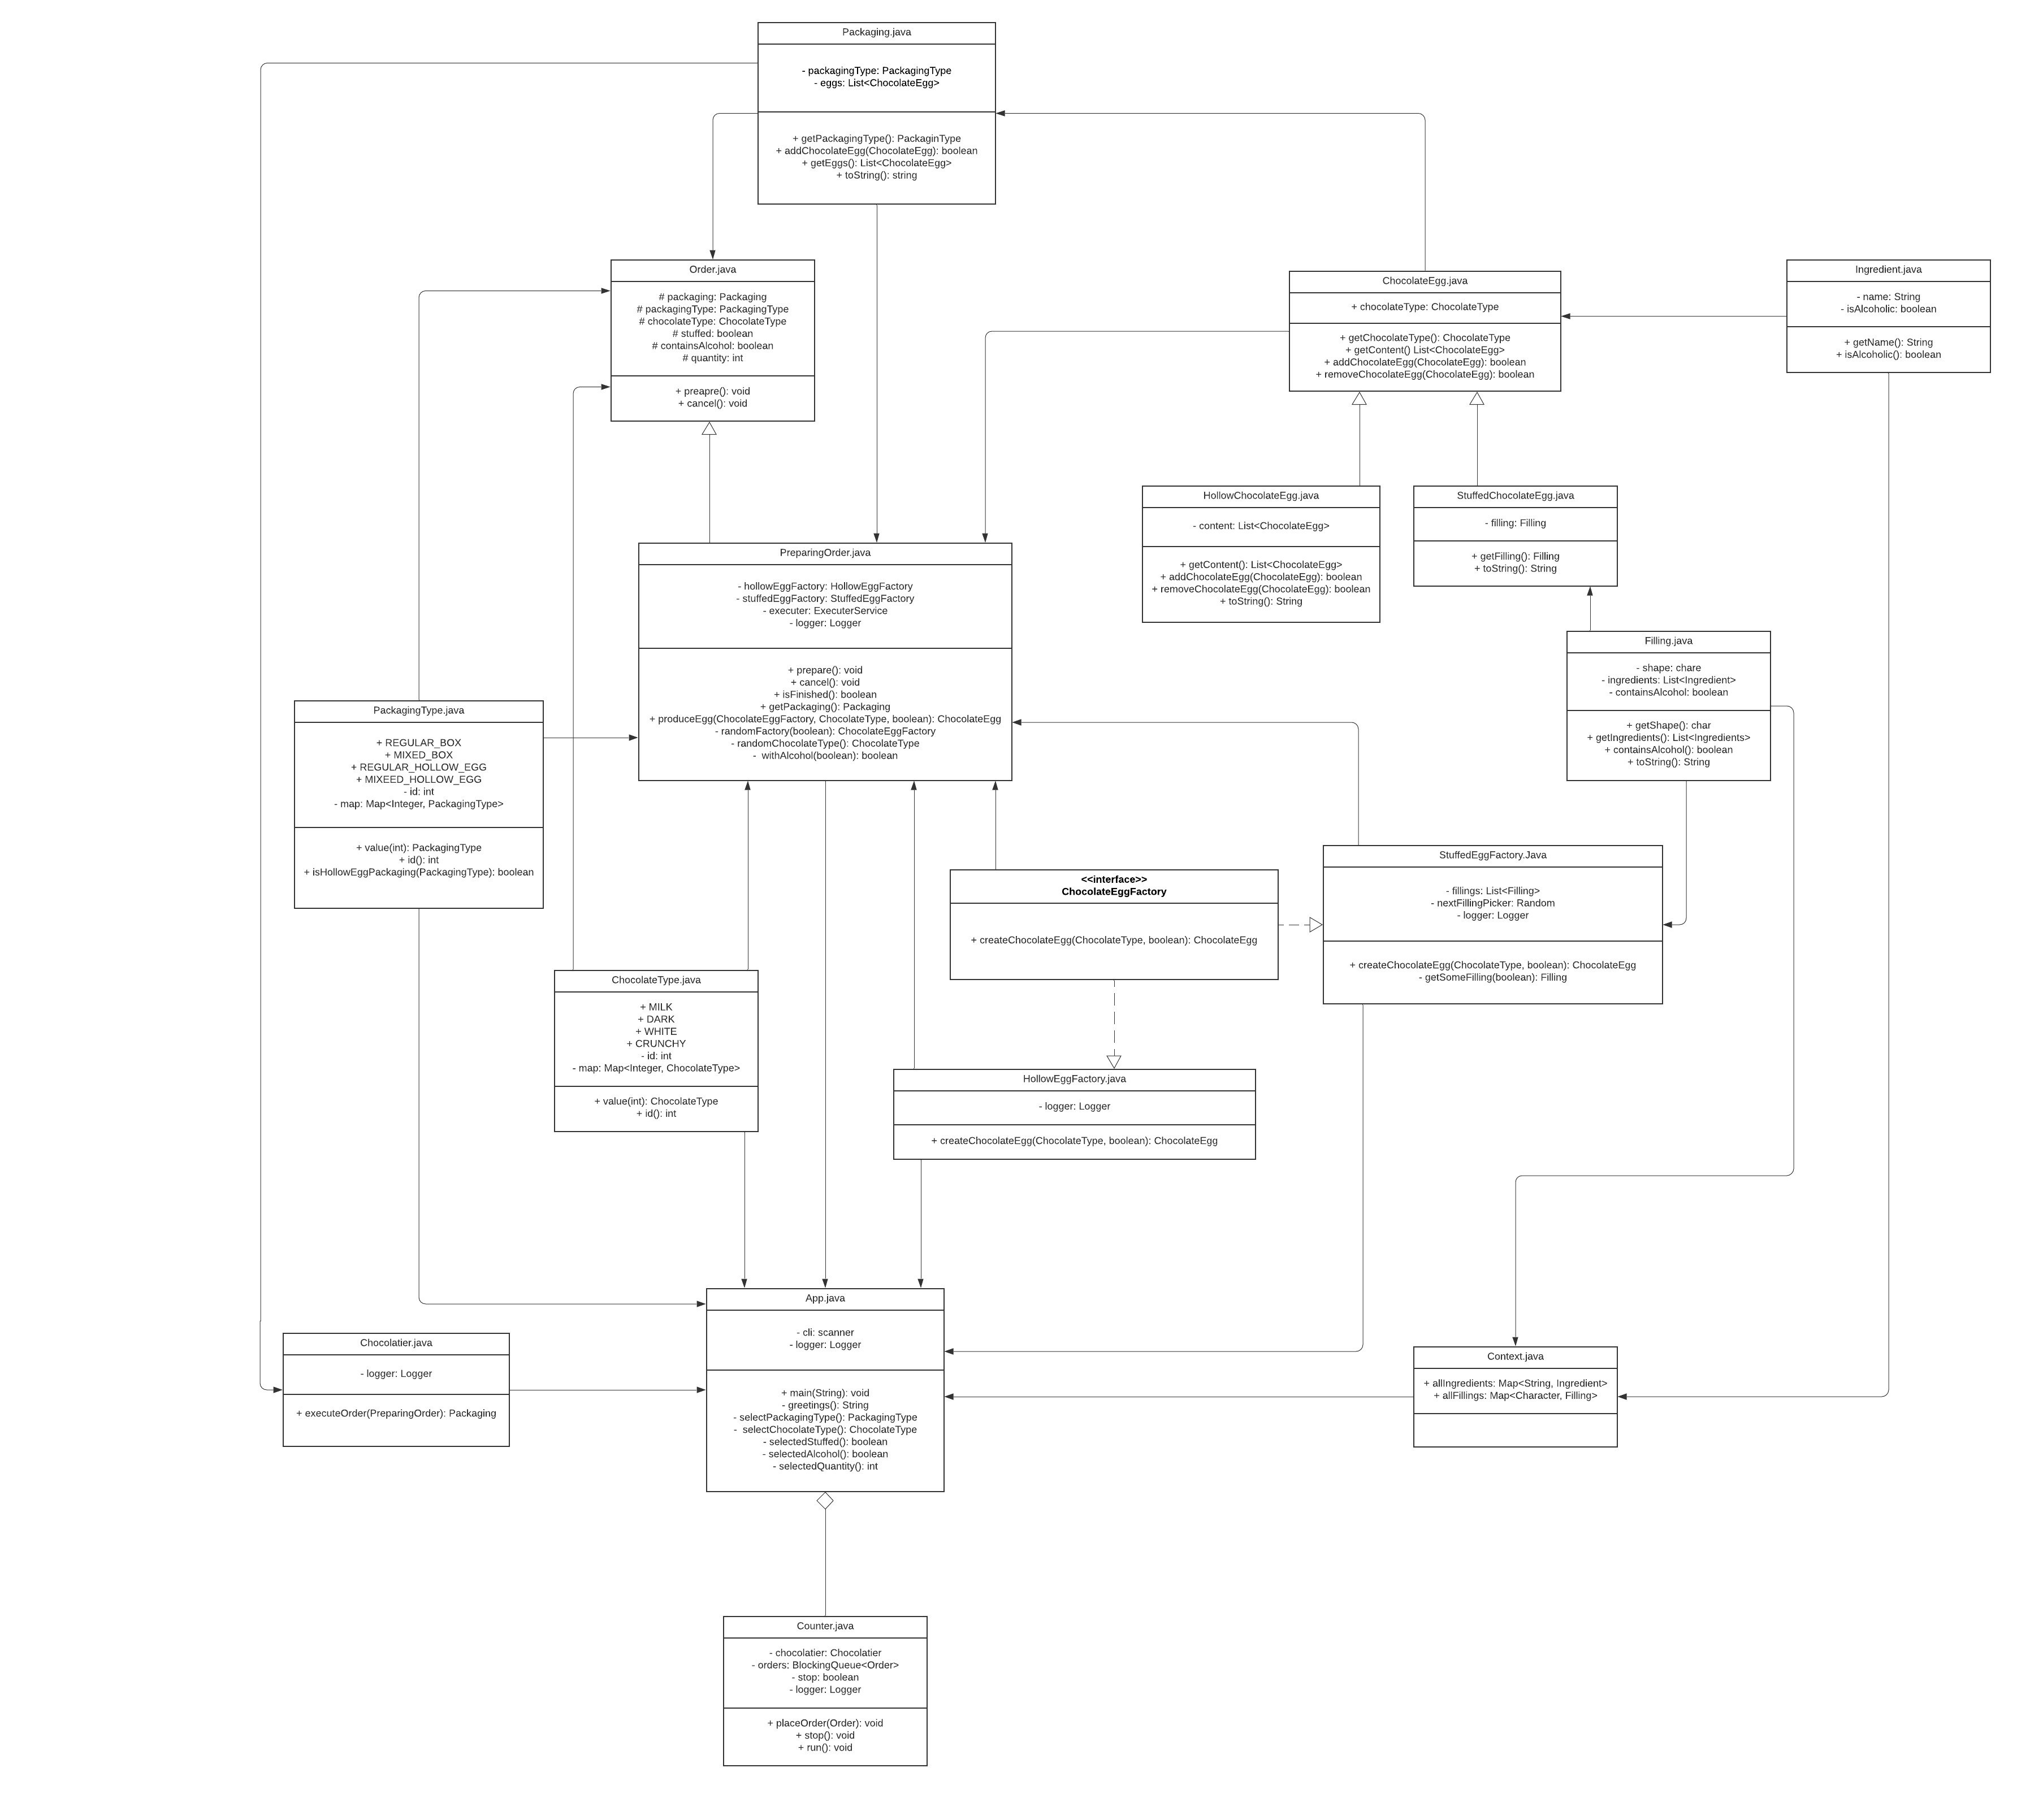 Packaging.java
- packagingType: PackagingType
- eggs: List<ChocolateEgg>
+ getPackagingType(): PackaginType
+ addChocolateEgg(ChocolateEgg): boolean
+ getEggs(): List<ChocolateEgg>
+ toString(): string
Order.java
# packaging: Packaging
# packagingType: PackagingType
# chocolateType: ChocolateType
# stuffed: boolean
# containsAlcohol: boolean
# quantity: int
+ preapre(): void
+ cancel(): void
ChocolateEgg.java
+ chocolateType: ChocolateType
+ getChocolateType(): ChocolateType
+ getContent() List<ChocolateEgg>
+ addChocolateEgg(ChocolateEgg): boolean
+ removeChocolateEgg(ChocolateEgg): boolean
Ingredient.java
- name: String
- isAlcoholic: boolean
+ getName(): String
+ isAlcoholic(): boolean
HollowChocolateEgg.java
- content: List<ChocolateEgg>
+ getContent(): List<ChocolateEgg>
+ addChocolateEgg(ChocolateEgg): boolean
+ removeChocolateEgg(ChocolateEgg): boolean
+ toString(): String
StuffedChocolateEgg.java
- filling: Filling
+ getFilling(): Filling
+ toString(): String
PreparingOrder.java
- hollowEggFactory: HollowEggFactory
- stuffedEggFactory: StuffedEggFactory
- executer: ExecuterService
- logger: Logger
+ prepare(): void
+ cancel(): void
+ isFinished(): boolean
+ getPackaging(): Packaging
+ produceEgg(ChocolateEggFactory, ChocolateType, boolean): ChocolateEgg
- randomFactory(boolean): ChocolateEggFactory
- randomChocolateType(): ChocolateType
- withAlcohol(boolean): boolean
Filling.java
- shape: chare
- ingredients: List<Ingredient>
- containsAlcohol: boolean
+ getShape(): char
+ getIngredients(): List<Ingredients>
+ containsAlcohol(): boolean
+ toString(): String
PackagingType.java
+ REGULAR_BOX
+ MIXED_BOX
+ REGULAR_HOLLOW_EGG
+ MIXEED_HOLLOW_EGG
- id: int
- map: Map<Integer, PackagingType>
+ value(int): PackagingType
+ id(): int
+ isHollowEggPackaging(PackagingType): boolean
StuffedEggFactory.Java
- fillings: List<Filling>
- nextFillingPicker: Random
- logger: Logger
+ createChocolateEgg(ChocolateType, boolean): ChocolateEgg
- getSomeFilling(boolean): Filling
<<interface>>
ChocolateEggFactory
+ createChocolateEgg(ChocolateType, boolean): ChocolateEgg
ChocolateType.java
+ MILK
+ DARK
+ WHITE
+ CRUNCHY
- id: int
- map: Map<Integer, ChocolateType>
+ value(int): ChocolateType
+ id(): int
HollowEggFactory.java
- logger: Logger
+ createChocolateEgg(ChocolateType, boolean): ChocolateEgg
App.java
- cli: scanner
- logger: Logger
+ main(String): void
- greetings(): String
- selectPackagingType(): PackagingType
- selectChocolateType(): ChocolateType
- selectedStuffed(): boolean
- selectedAlcohol(): boolean
- selectedQuantity(): int
Chocolatier.java
- logger: Logger
+ executeOrder(PreparingOrder): Packaging
Context.java
+ allIngredients: Map<String, Ingredient>
+ allFillings: Map<Character, Filling>
Counter.java
- chocolatier: Chocolatier
- orders: BlockingQueue<Order>
- stop: boolean
- logger: Logger
+ placeOrder(Order): void
+ stop(): void
+ run(): void